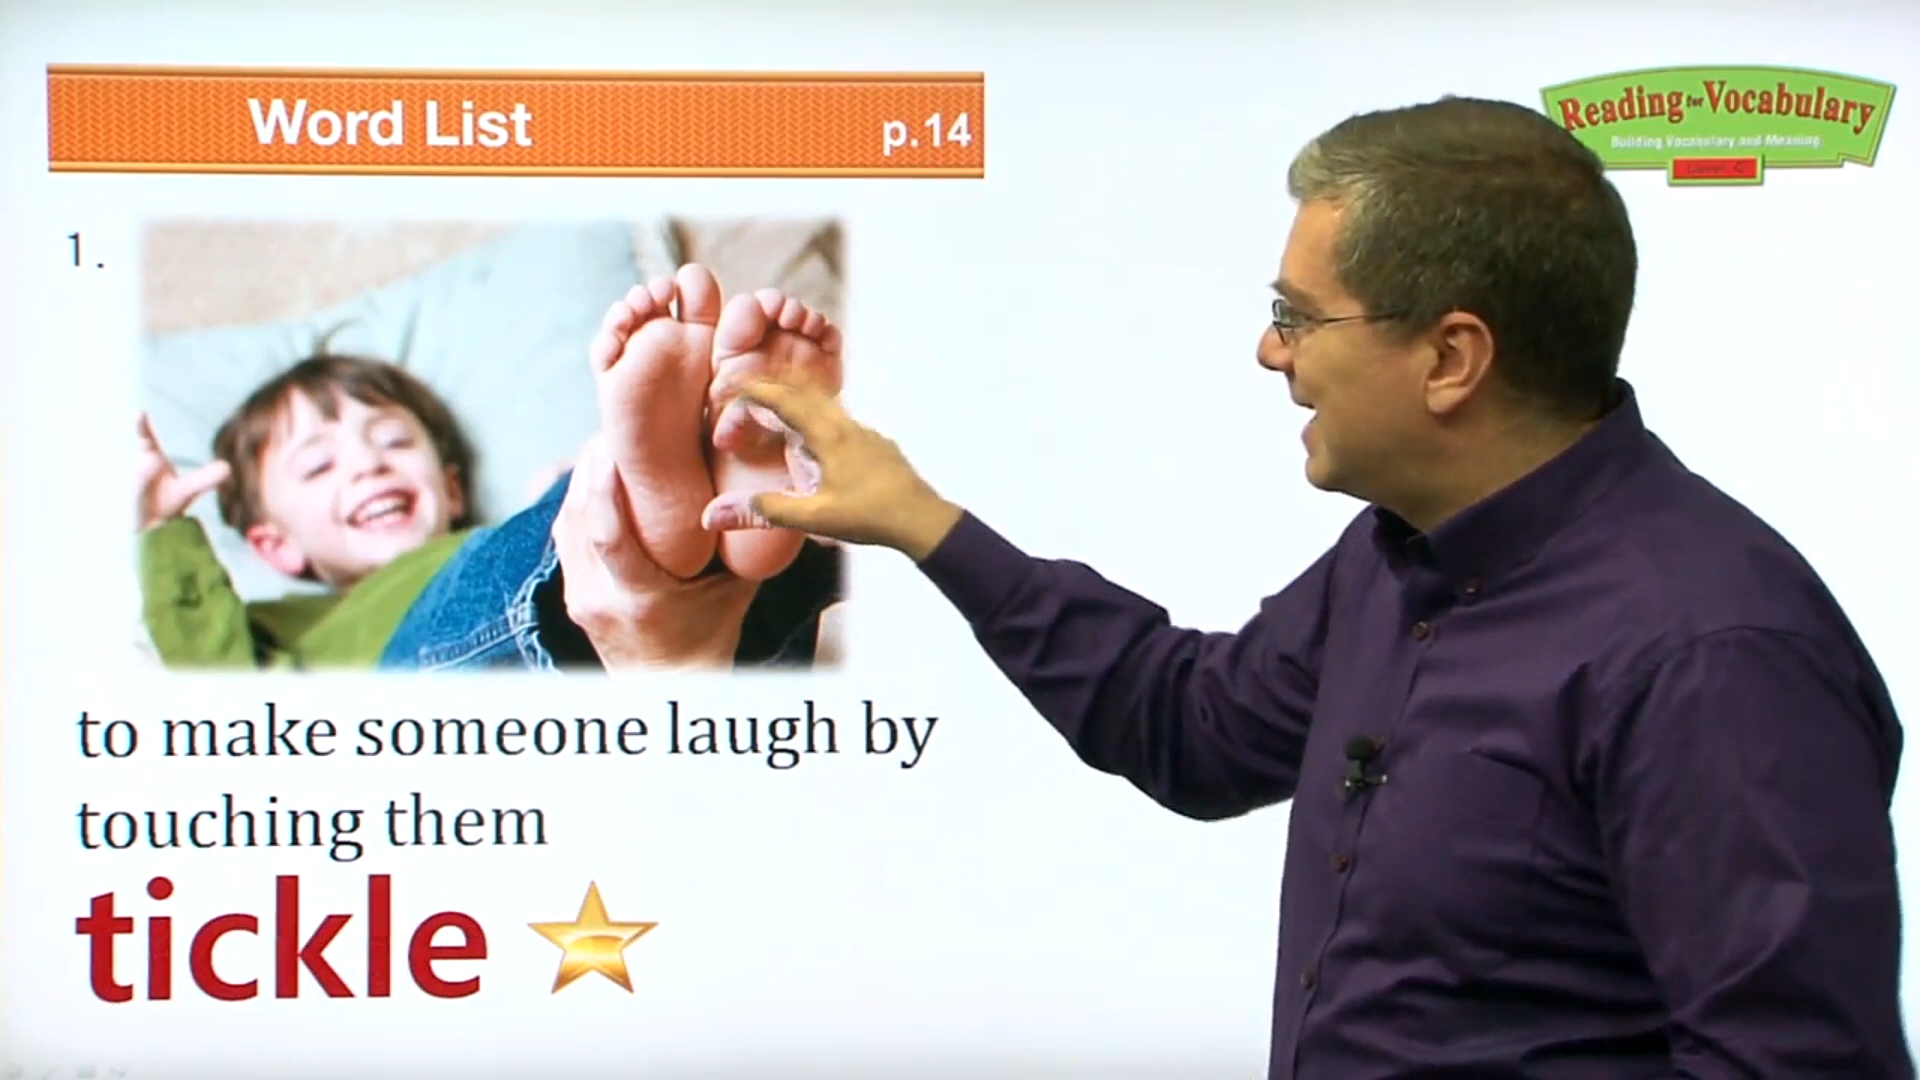 Word List
p.14
Reading for Vocabulary
Building Vocabulary and Meaning
Level C
1.
to make someone laugh by
touching them
tickle